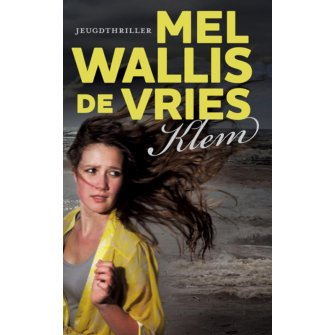 JEUGDTHRILLER MEL
WALLIS
DE VRIES
Klem